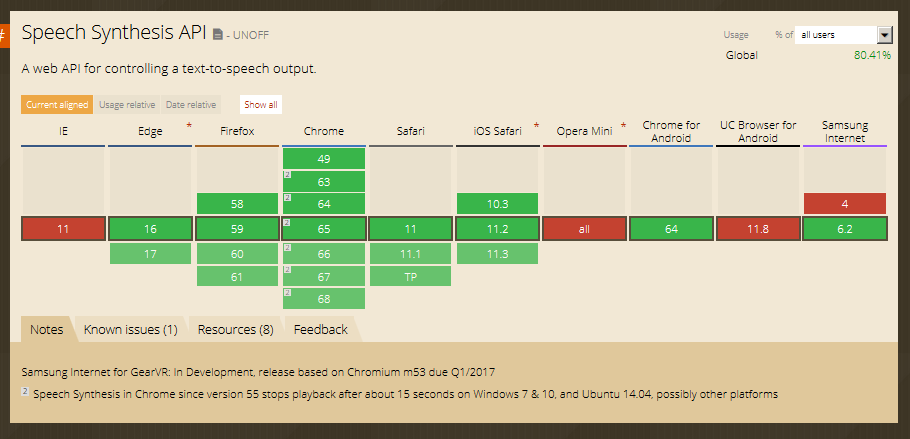 #
Speech Synthesis API - UNOFF
Usage % of all users
Global 80.41%
A web API for controlling a text-to-speech output.
Current aligned Usage relative Date relative Show all
IE Edge * Firefox Chrome Safari iOS Safari * Opera Mini * Chrome for Android UC Browser for Android Samsung Internet
49
2 63
58 2 64 10.3 4
11 16 59 2 65 11 11.2 all 64 11.8 6.2
17 60 2 66 11.1 11.3
61 2 67 TP
2 68
Notes Known issues (1) Resources (8) Feedback
Samsung Internet for GearVR: In Development, release based on Chromium m53 due Q1/2017
2 Speech Synthesis in Chrome since version 55 stops playback after about 15 seconds on Windows 7 & 10, and Ubuntu 14.04, possibly other platforms